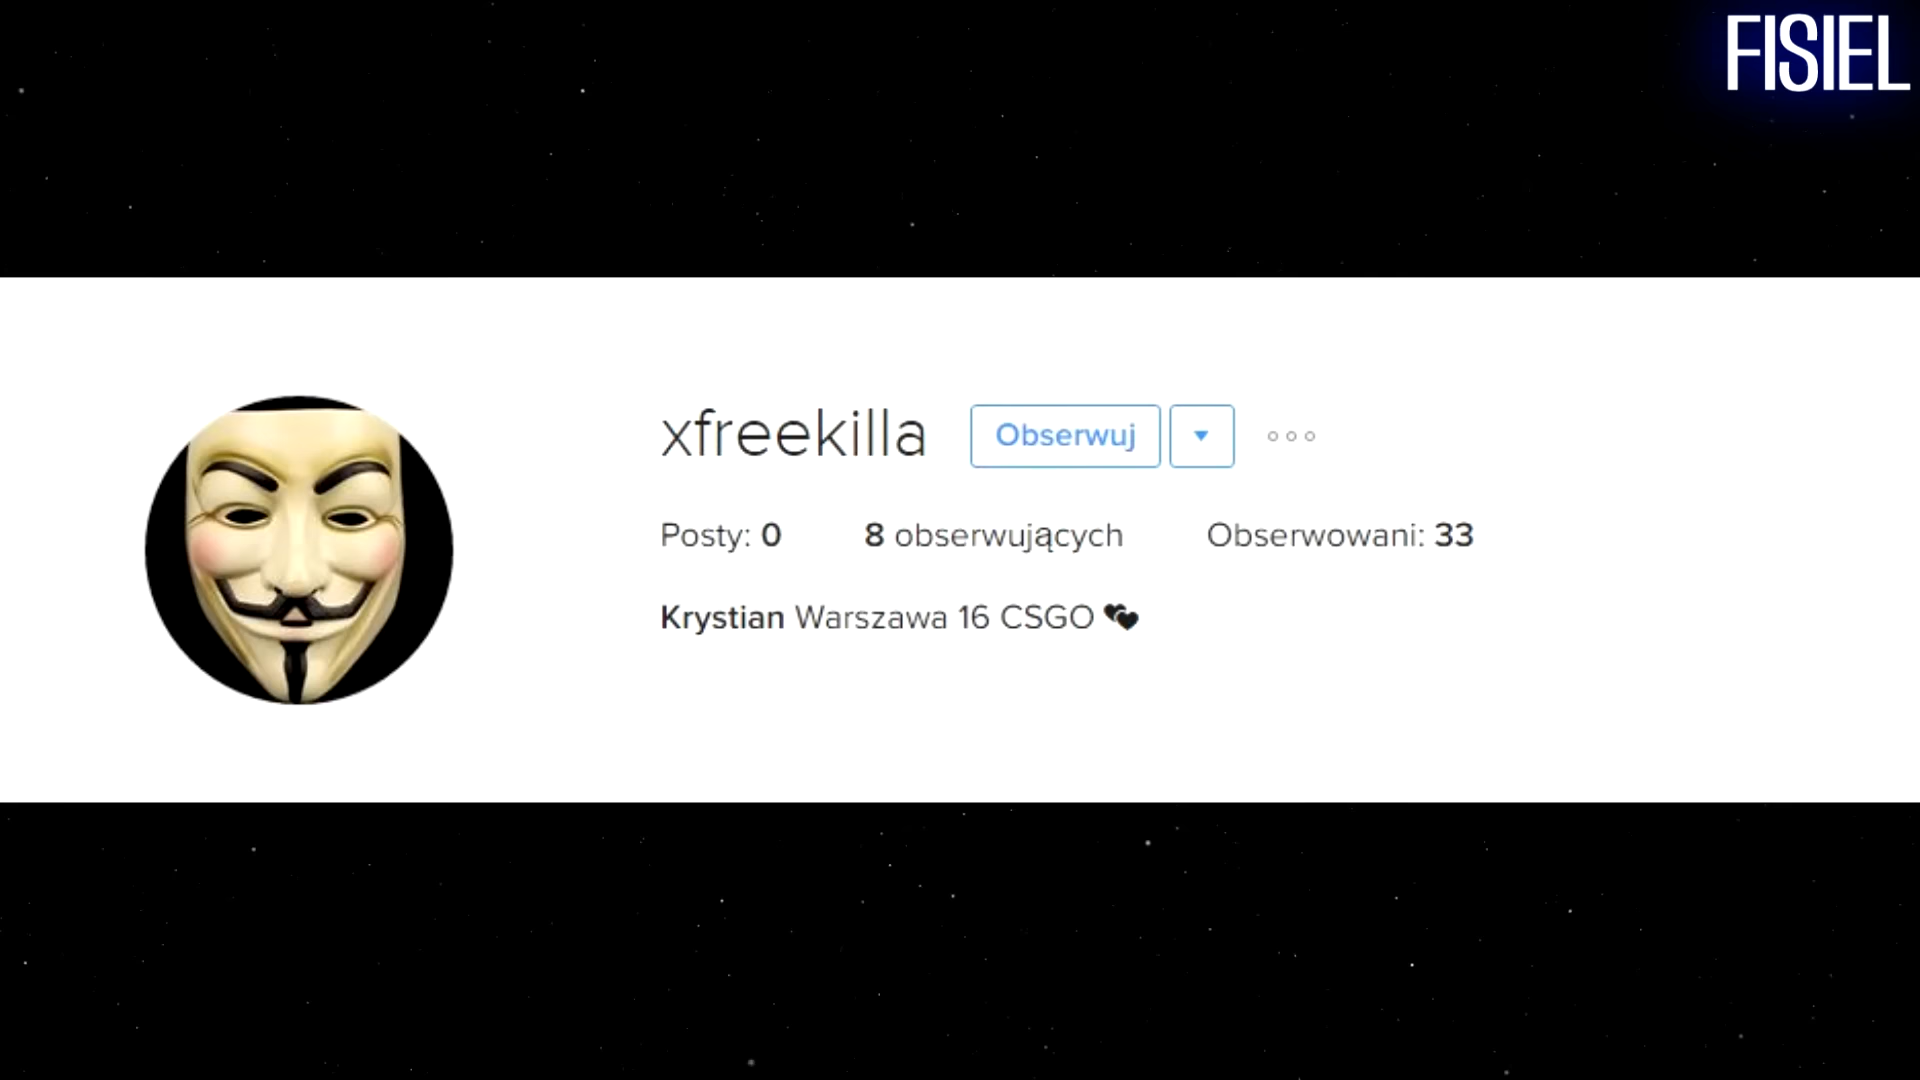 FISIEL
xfreekilla Obserwuj
Posty: 0 8 obserwujących Obserwowani: 33
Krystian Warszawa 16 CSGO